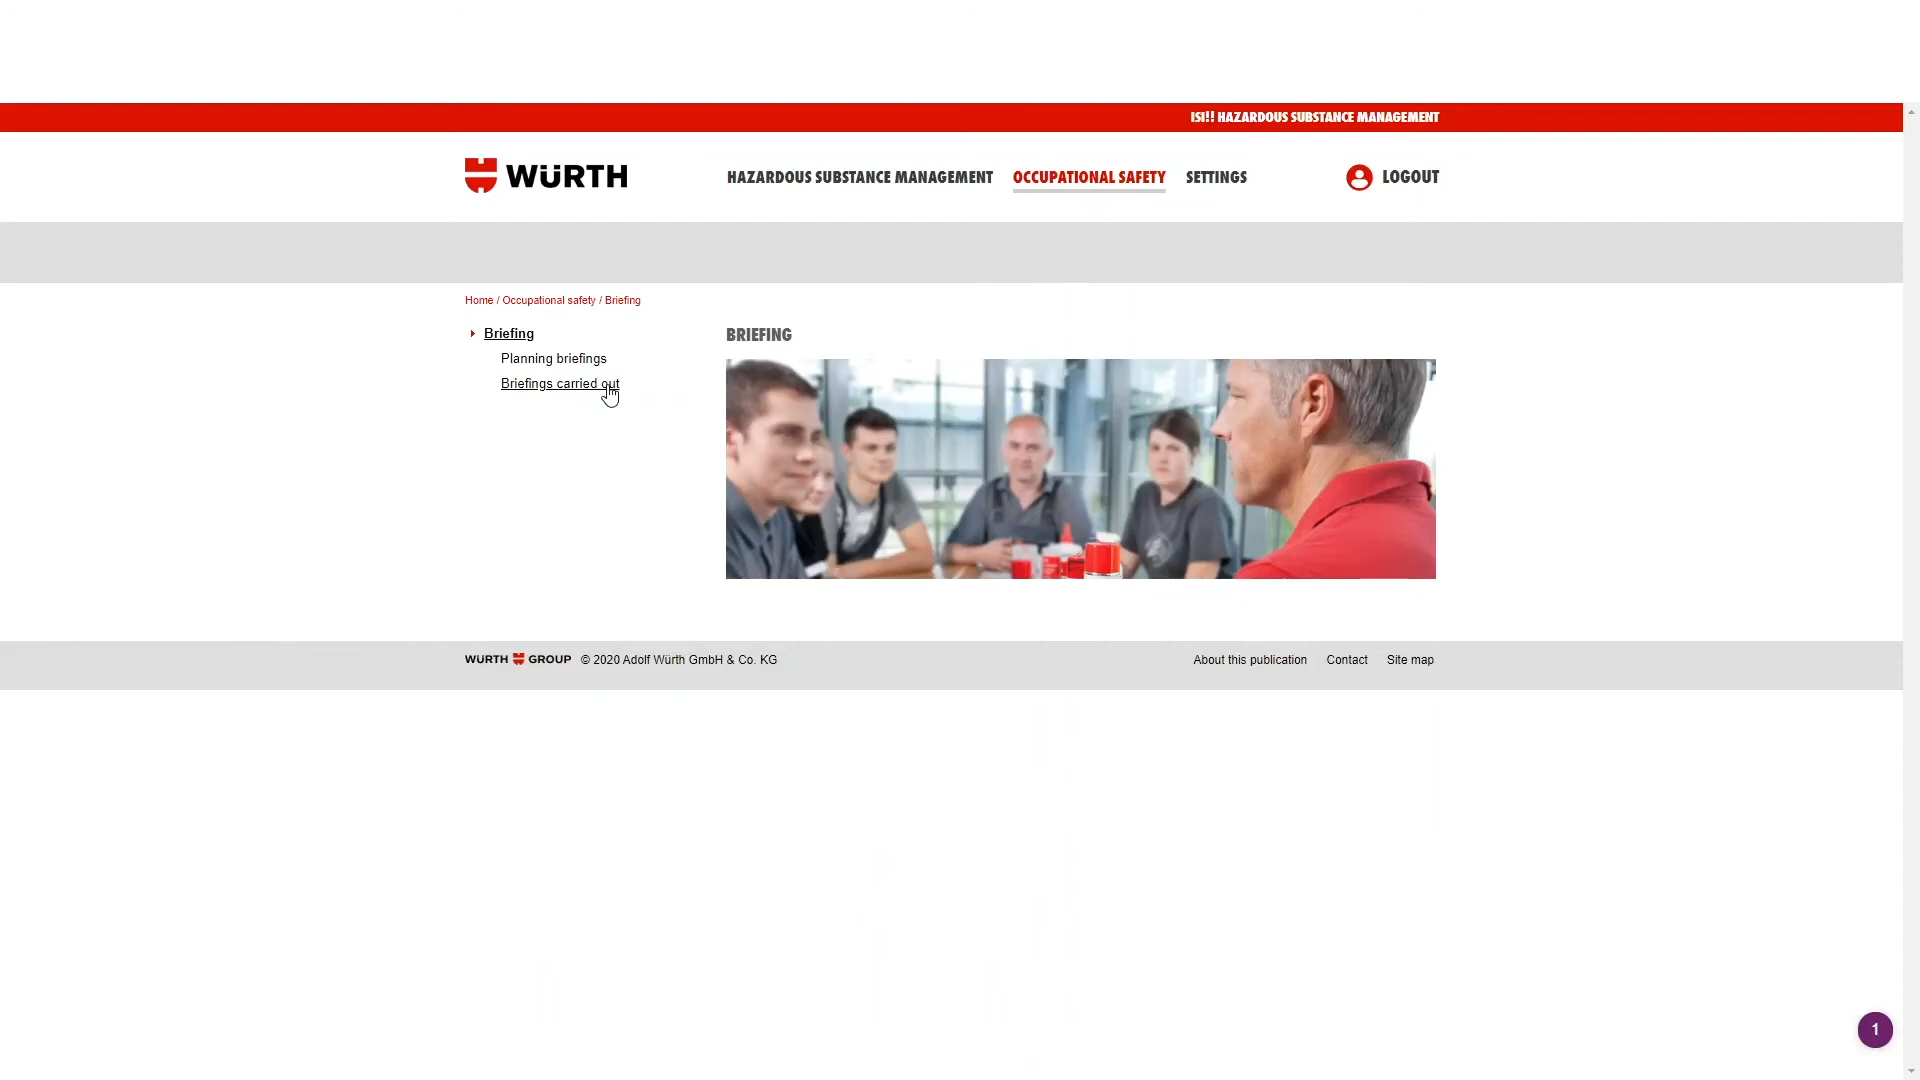 ISI!! HAZARDOUS SUBSTANCE MANAGEMENT
WÜRTH
HAZARDOUS SUBSTANCE MANAGEMENT
OCCUPATIONAL SAFETY
SETTINGS
LOGOUT
Home / Occupational safety / Briefing
Briefing
Planning briefings
Briefings carried out
BRIEFING
WÜRTH GROUP © 2020 Adolf Würth GmbH & Co. KG
About this publication
Contact
Site map
1